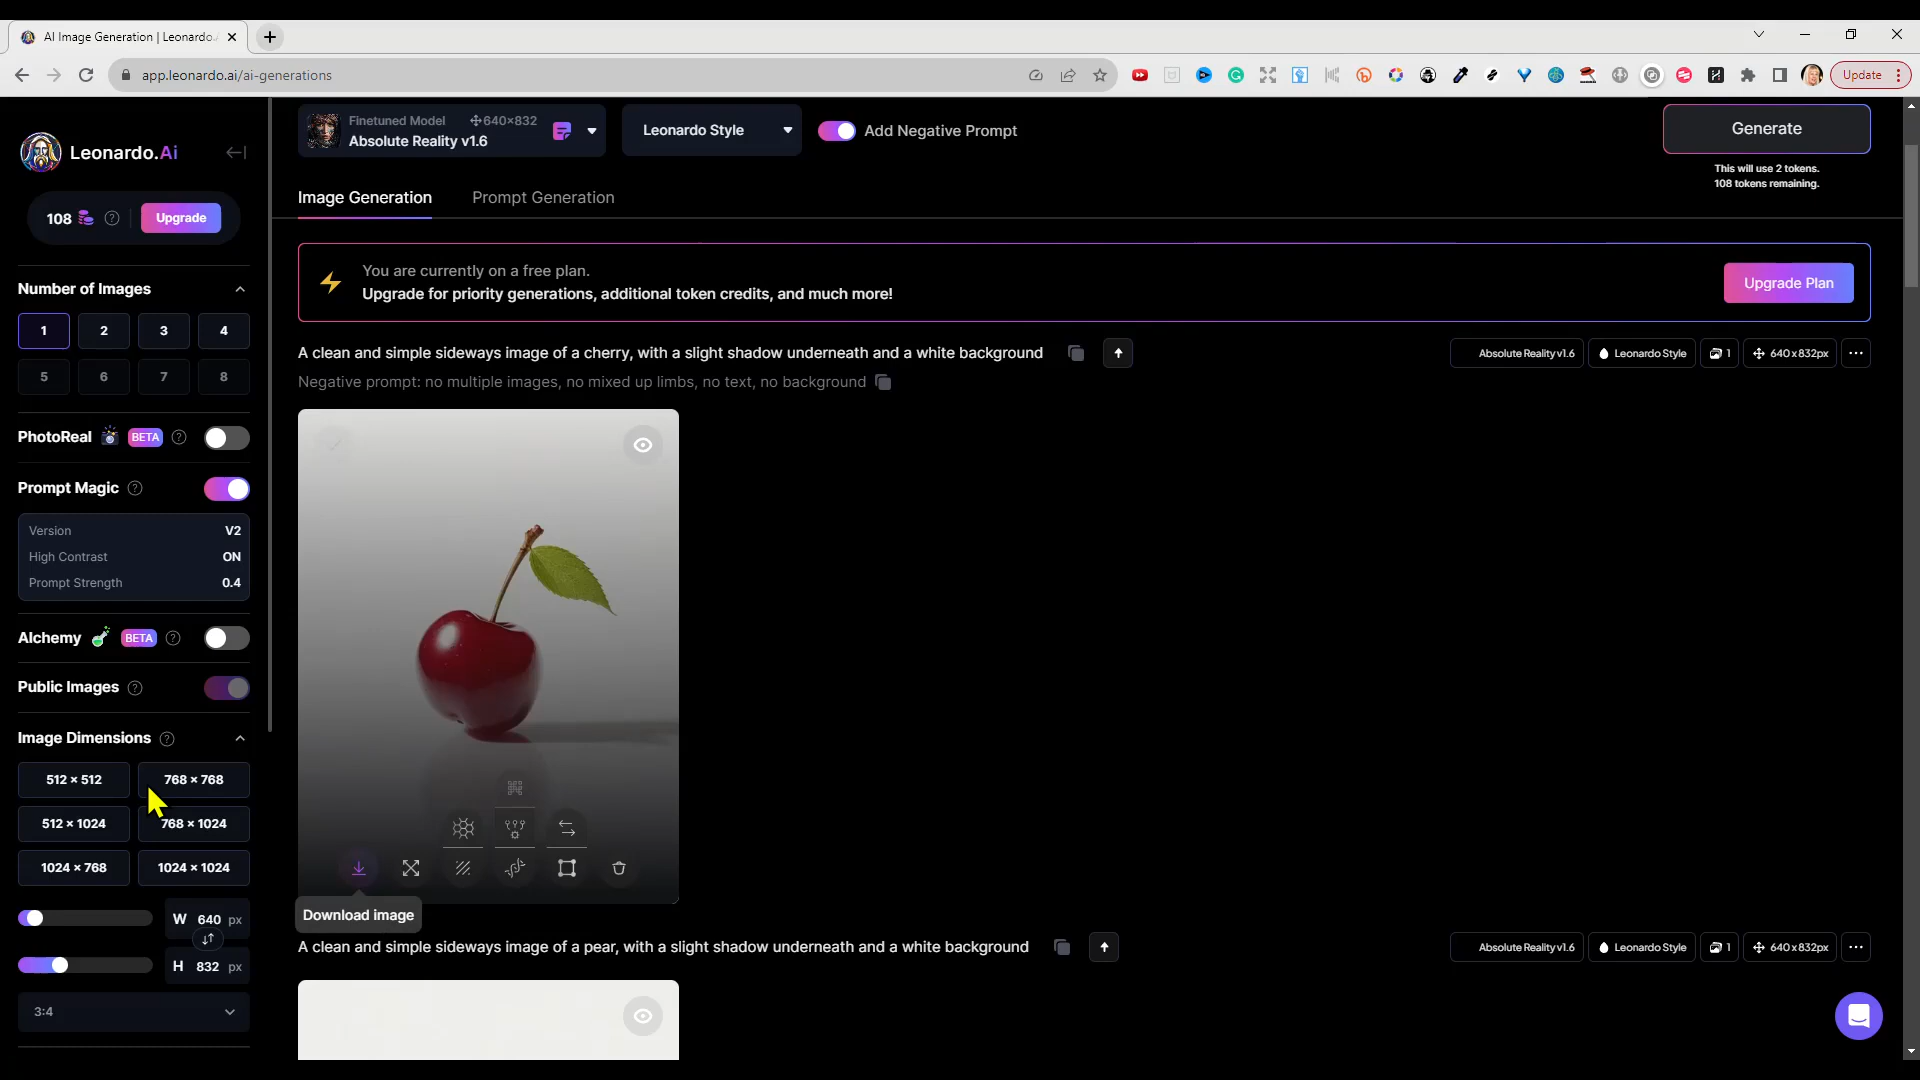 AI Image Generation | Leonardo.
app.leonardo.ai/ai-generations
Update
Leonardo.Ai
108
Upgrade
Number of Images
1 2 3 4
5 6 7 8
PhotoReal BETA
Prompt Magic
Version V2
High Contrast ON
Prompt Strength 0.4
Alchemy BETA
Public Images
Image Dimensions
512 × 512 768 × 768
512 × 1024 768 × 1024
1024 × 768 1024 × 1024
W 640 px
H 832 px
3:4
Finetuned Model 640×832
Absolute Reality v1.6
Leonardo Style
Add Negative Prompt
Generate
This will use 2 tokens.
108 tokens remaining.
Image Generation Prompt Generation
You are currently on a free plan.
Upgrade for priority generations, additional token credits, and much more!
Upgrade Plan
A clean and simple sideways image of a cherry, with a slight shadow underneath and a white background
Absolute Reality v1.6 Leonardo Style 1 640 x 832px
Negative prompt: no multiple images, no mixed up limbs, no text, no background
Download image
A clean and simple sideways image of a pear, with a slight shadow underneath and a white background
Absolute Reality v1.6 Leonardo Style 1 640 x 832px